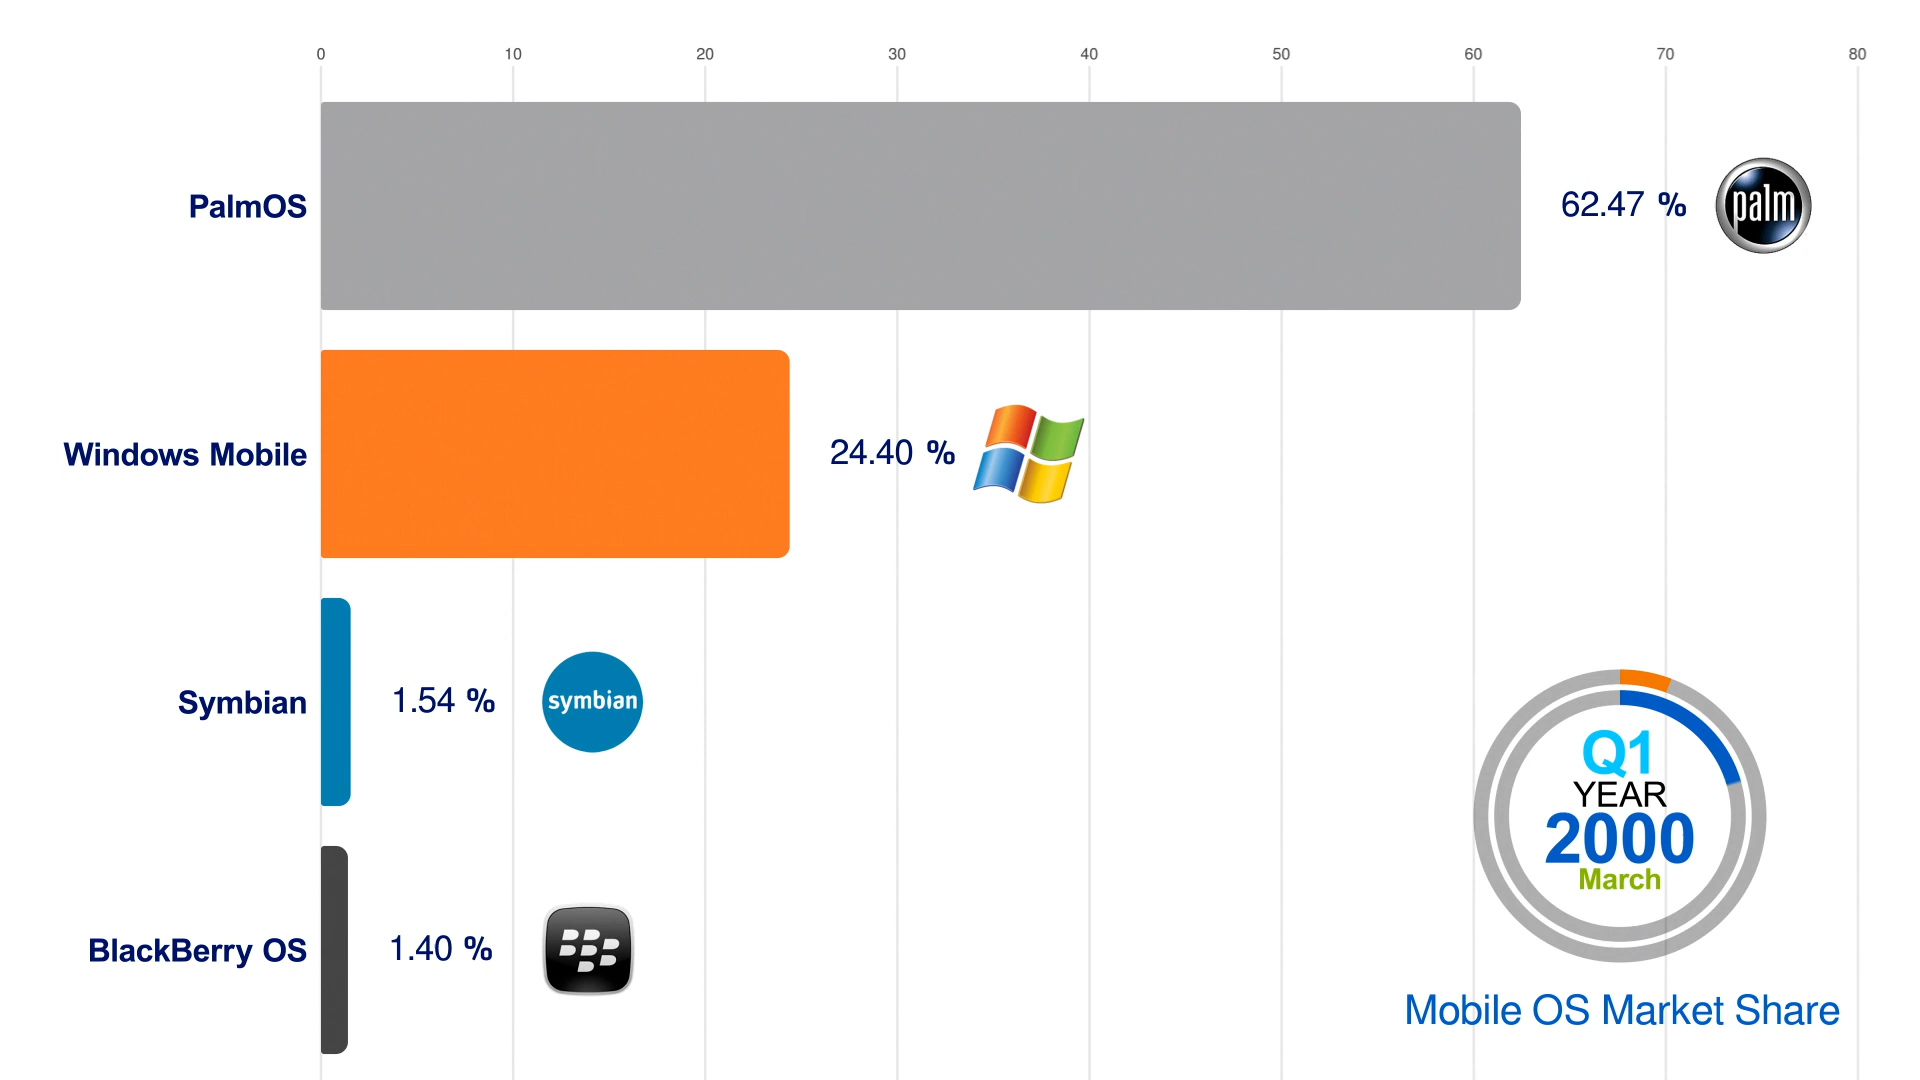 0 10 20 30 40 50 60 70 80
PalmOS 62.47 % palm
Windows Mobile 24.40 %
Symbian 1.54 % symbian
BlackBerry OS 1.40 %
Q1
YEAR
2000
March
Mobile OS Market Share